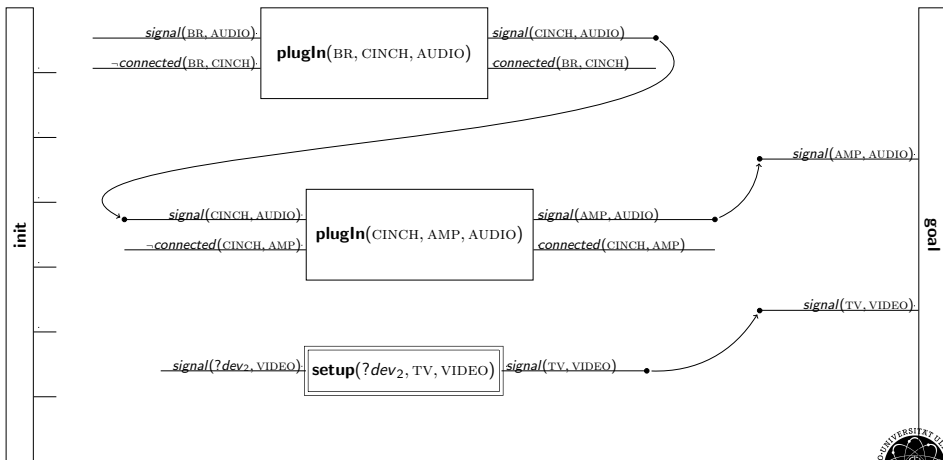 init
signal(BR, AUDIO)
¬connected(BR, CINCH)
plugIn(BR, CINCH, AUDIO)
signal(CINCH, AUDIO)
connected(BR, CINCH)
signal(CINCH, AUDIO)
¬connected(CINCH, AMP)
plugIn(CINCH, AMP, AUDIO)
signal(AMP, AUDIO)
connected(CINCH, AMP)
signal(?dev₂, VIDEO)
setup(?dev₂, TV, VIDEO)
signal(TV, VIDEO)
signal(AMP, AUDIO)
signal(TV, VIDEO)
goal